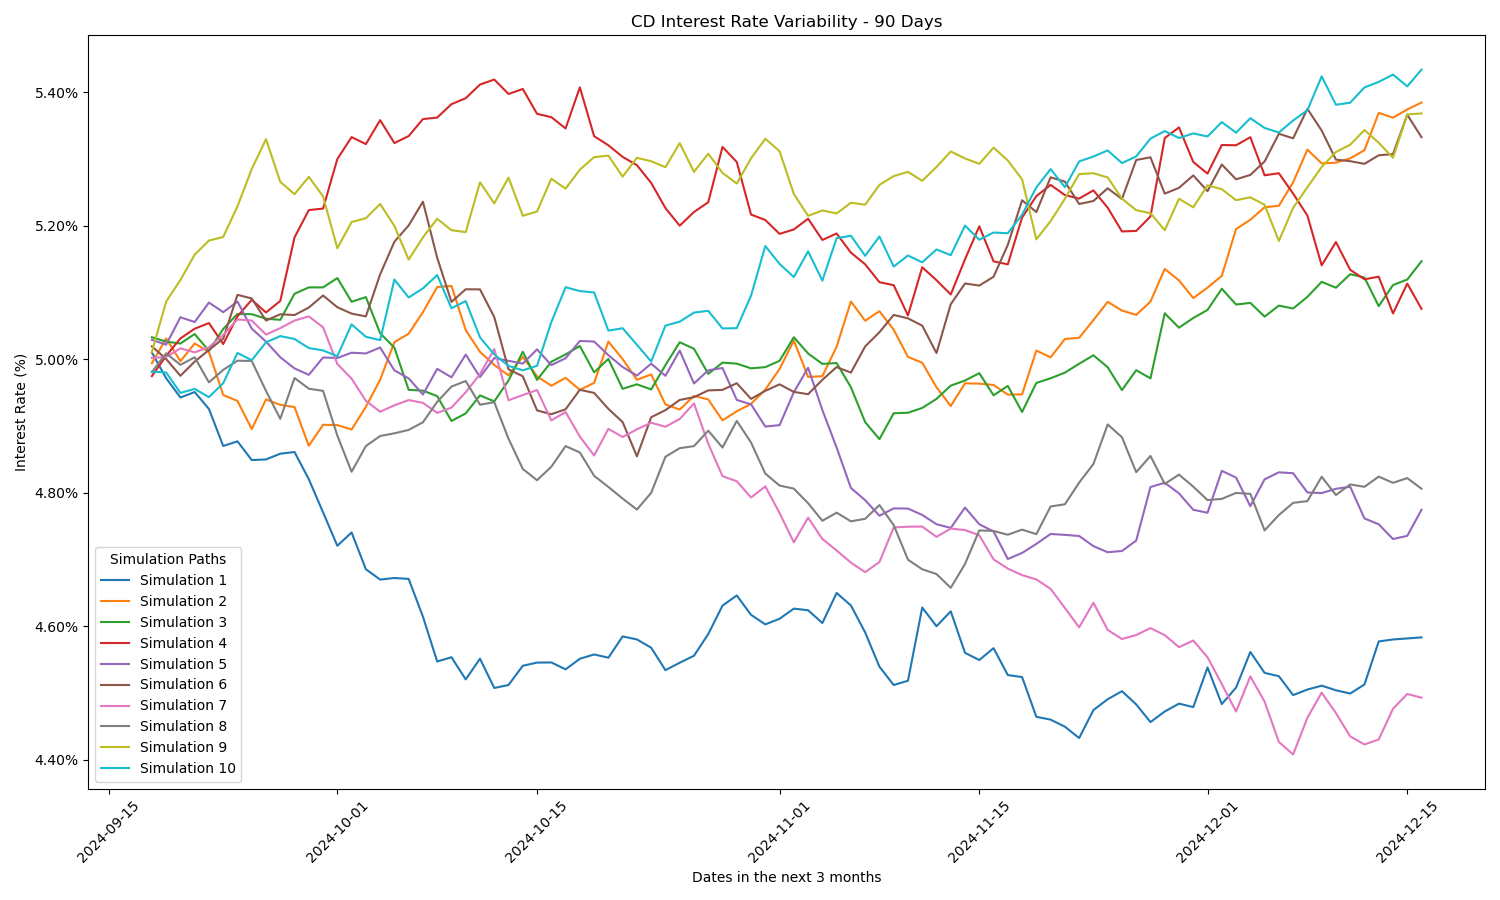 CD Interest Rate Variability - 90 Days
Interest Rate (%)
5.40%
5.20%
5.00%
4.80%
4.60%
4.40%
Simulation Paths
Simulation 1
Simulation 2
Simulation 3
Simulation 4
Simulation 5
Simulation 6
Simulation 7
Simulation 8
Simulation 9
Simulation 10
2024-09-15
2024-10-01
2024-10-15
2024-11-01
2024-11-15
2024-12-01
2024-12-15
Dates in the next 3 months